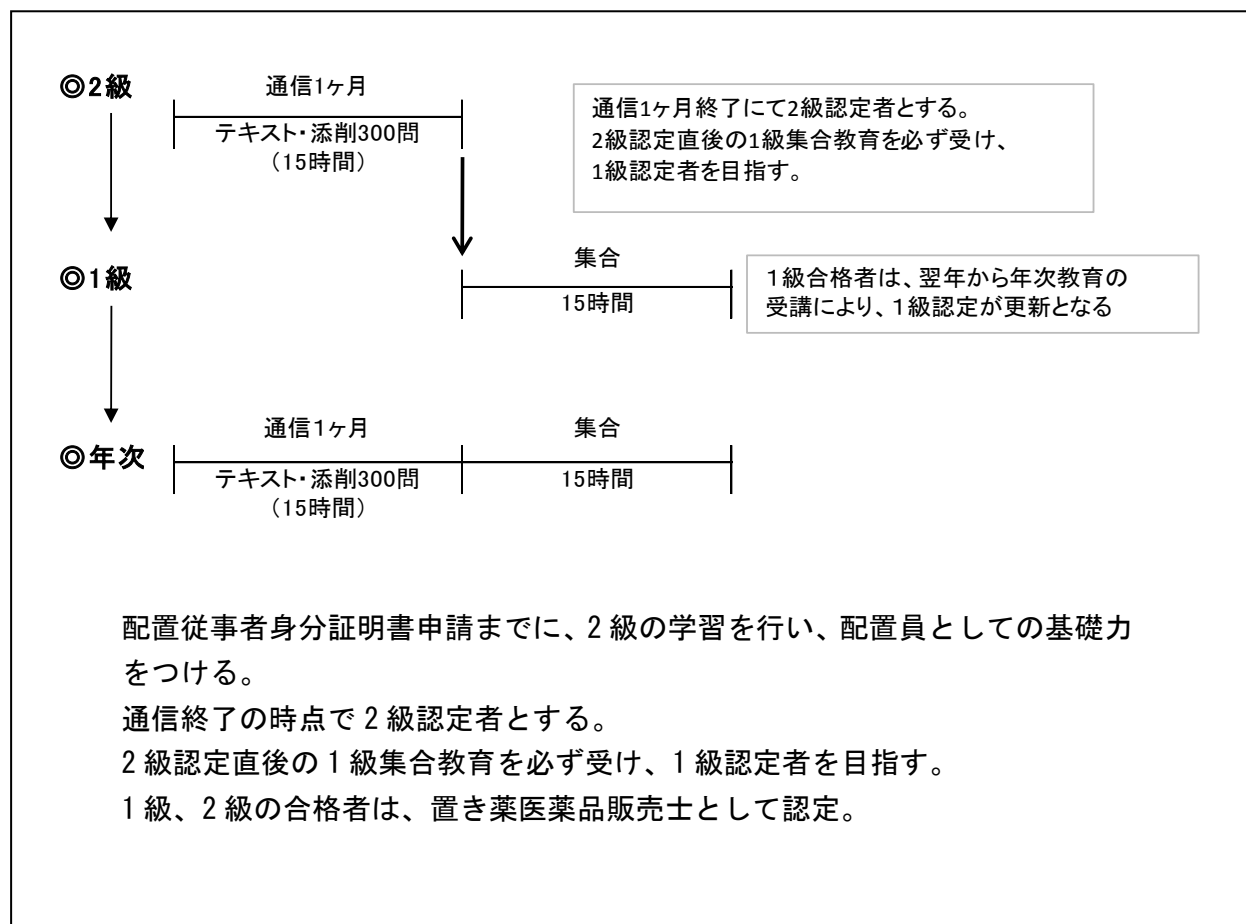 ◎2級
通信1ヶ月
テキスト・添削300問
(15時間)
通信1ヶ月終了にて2級認定者とする。
2級認定直後の1級集合教育を必ず受け、
1級認定者を目指す。
◎1級
集合
15時間
1級合格者は、翌年から年次教育の
受講により、1級認定が更新となる
◎年次
通信1ヶ月
テキスト・添削300問
(15時間)
集合
15時間
配置従事者身分証明書申請までに、2級の学習を行い、配置員としての基礎力
をつける。
通信終了の時点で2級認定者とする。
2級認定直後の1級集合教育を必ず受け、1級認定者を目指す。
1級、2級の合格者は、置き薬医薬品販売士として認定。